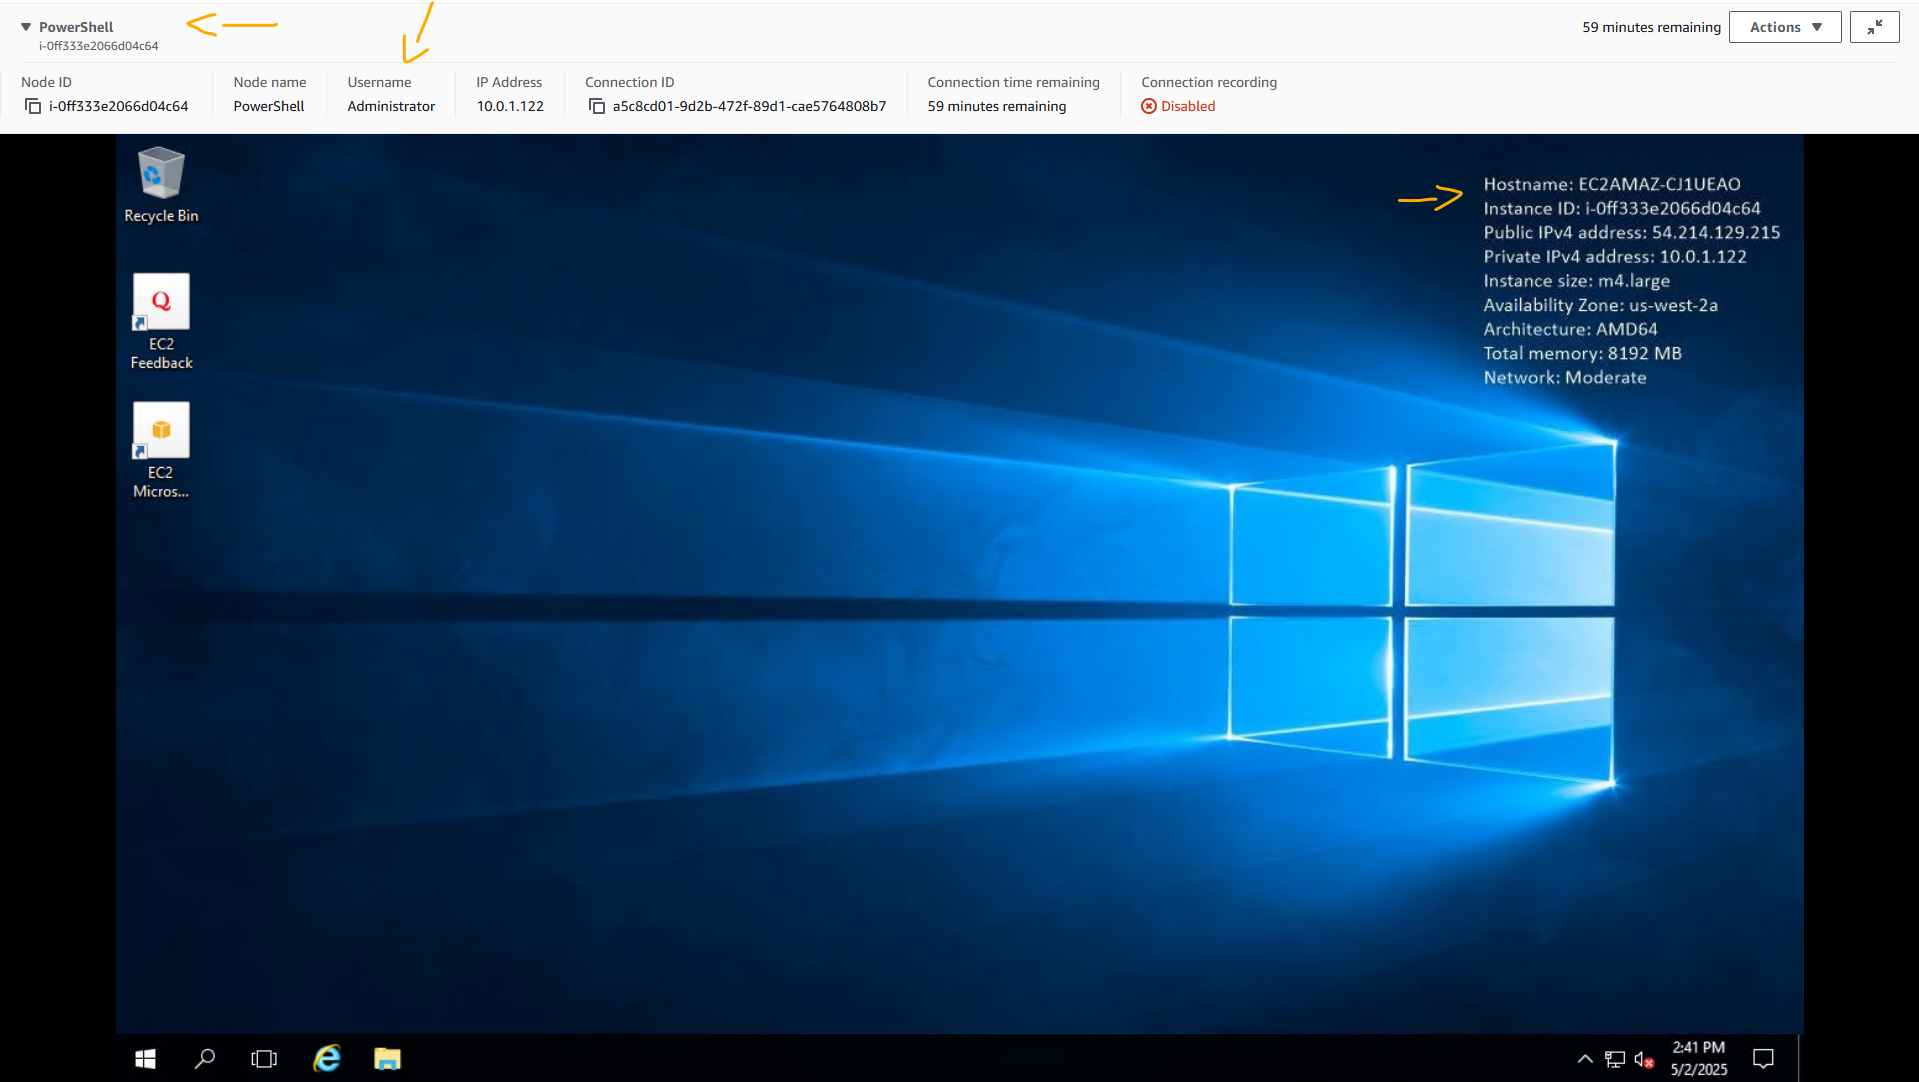 PowerShell
i-0ff333e2066d04c64
59 minutes remaining
Actions
Node ID
i-0ff333e2066d04c64
Node name
PowerShell
Username
Administrator
IP Address
10.0.1.122
Connection ID
a5c8cd01-9d2b-472f-89d1-cae5764808b7
Connection time remaining
59 minutes remaining
Connection recording
Disabled
Recycle Bin
EC2
Feedback
EC2
Micros...
Hostname: EC2AMAZ-CJ1UEAO
Instance ID: i-0ff333e2066d04c64
Public IPv4 address: 54.214.129.215
Private IPv4 address: 10.0.1.122
Instance size: m4.large
Availability Zone: us-west-2a
Architecture: AMD64
Total memory: 8192 MB
Network: Moderate
2:41 PM
5/2/2025